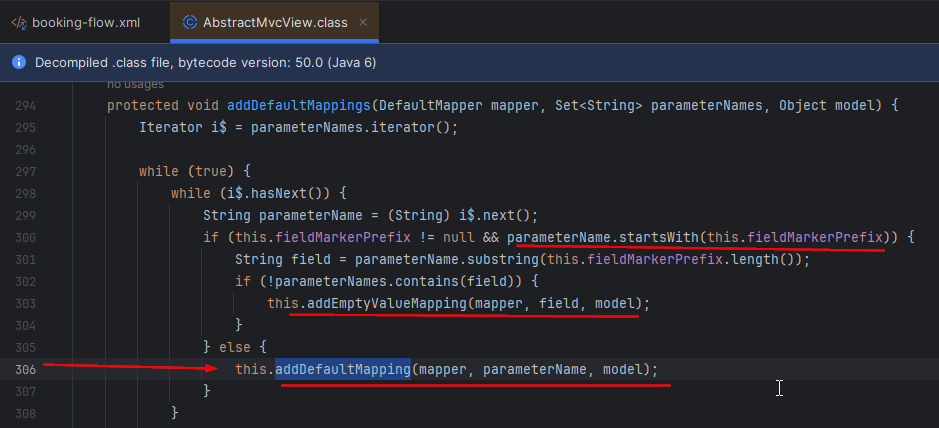 booking-flow.xml AbstractMvcView.class ×
Decompiled .class file, bytecode version: 50.0 (Java 6)
no usages
294 protected void addDefaultMappings(DefaultMapper mapper, Set<String> parameterNames, Object model) {
295 Iterator i$ = parameterNames.iterator();
296
297 while (true) {
298 while (i$.hasNext()) {
299 String parameterName = (String) i$.next();
300 if (this.fieldMarkerPrefix != null && parameterName.startsWith(this.fieldMarkerPrefix)) {
301 String field = parameterName.substring(this.fieldMarkerPrefix.length());
302 if (!parameterNames.contains(field)) {
303 this.addEmptyValueMapping(mapper, field, model);
304 }
305 } else {
306 this.addDefaultMapping(mapper, parameterName, model);
307 }
308 }